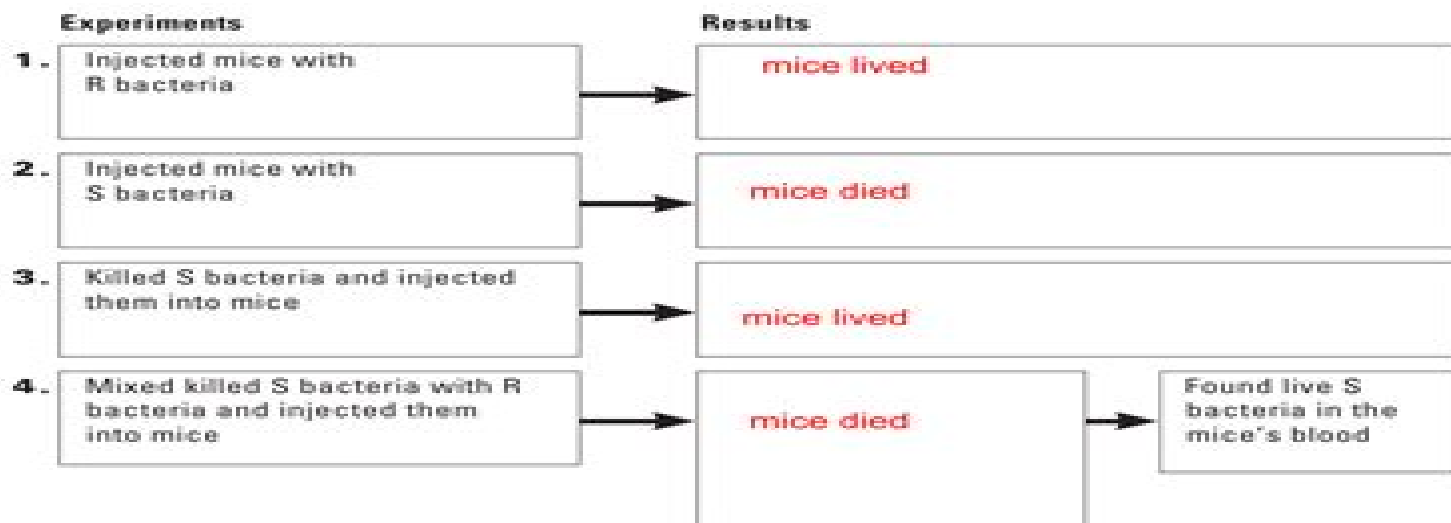 Experiments
Results
1.
Injected mice with
R bacteria
mice lived
2.
Injected mice with
S bacteria
mice died
3.
Killed S bacteria and injected
them into mice
mice lived
4.
Mixed killed S bacteria with R
bacteria and injected them
into mice
mice died
Found live S
bacteria in the
mice's blood